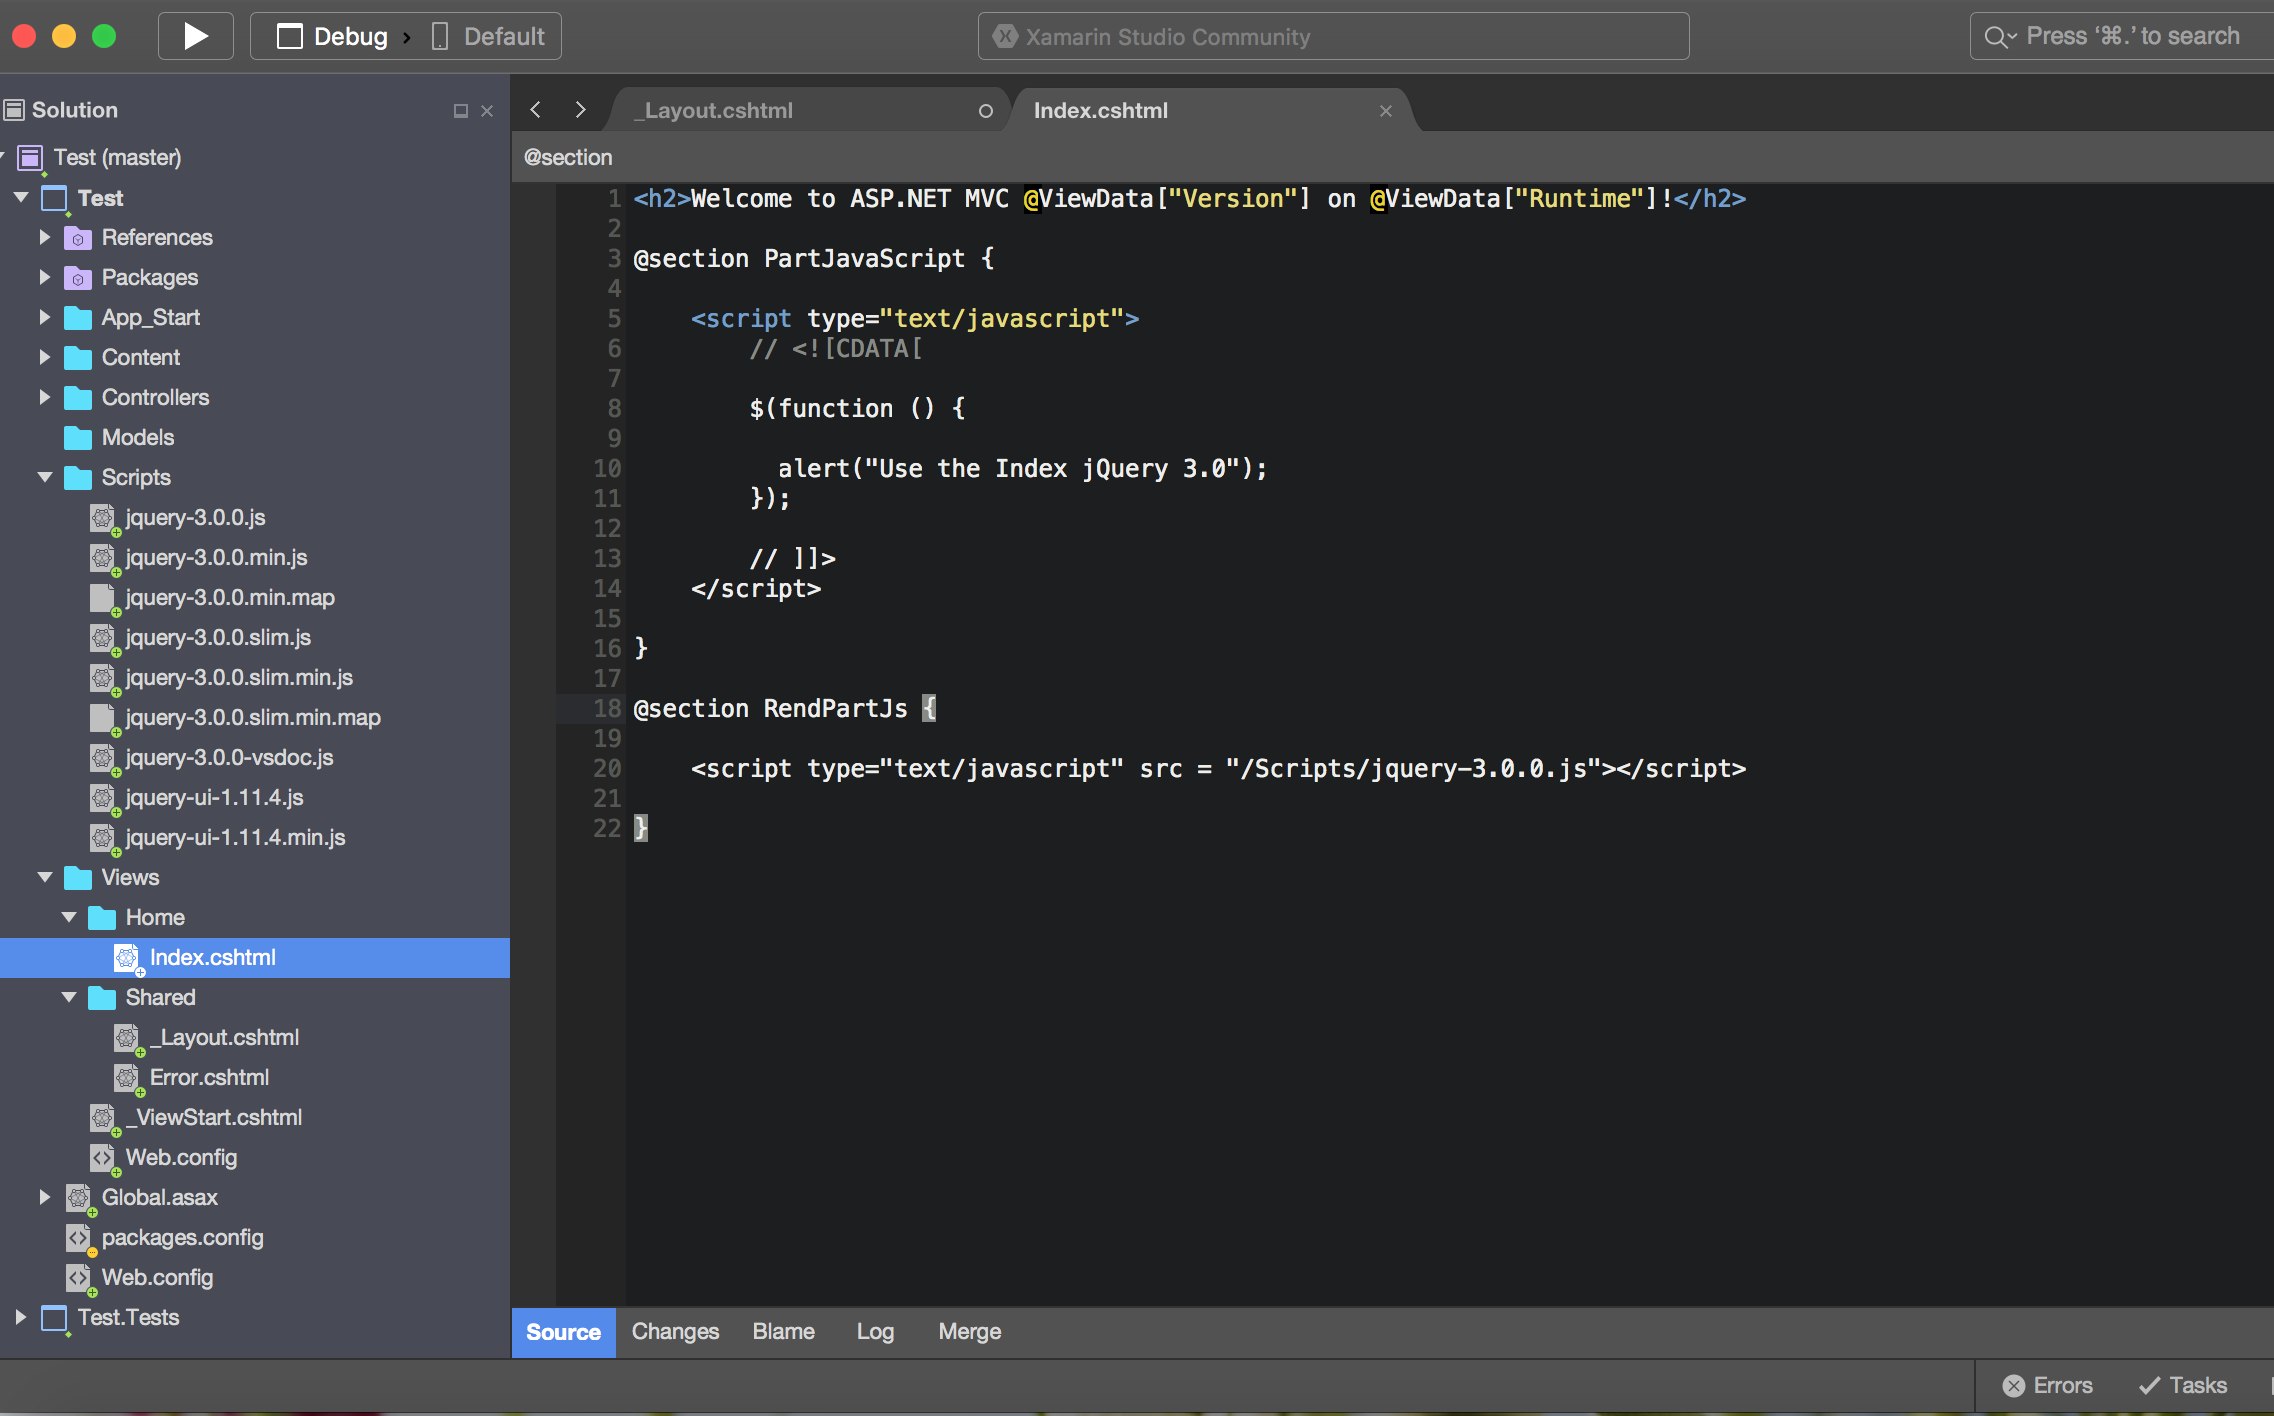 Debug › Default
Xamarin Studio Community
Press ‘⌘.’ to search
Solution
Test (master)
Test
References
Packages
App_Start
Content
Controllers
Models
Scripts
jquery-3.0.0.js
jquery-3.0.0.min.js
jquery-3.0.0.min.map
jquery-3.0.0.slim.js
jquery-3.0.0.slim.min.js
jquery-3.0.0.slim.min.map
jquery-3.0.0-vsdoc.js
jquery-ui-1.11.4.js
jquery-ui-1.11.4.min.js
Views
Home
Index.cshtml
Shared
_Layout.cshtml
Error.cshtml
_ViewStart.cshtml
Web.config
Global.asax
packages.config
Web.config
Test.Tests
_Layout.cshtml
Index.cshtml
@section
1 <h2>Welcome to ASP.NET MVC @ViewData["Version"] on @ViewData["Runtime"]!</h2>
2
3 @section PartJavaScript {
4
5 <script type="text/javascript">
6 // <![CDATA[
7
8 $(function () {
9
10 alert("Use the Index jQuery 3.0");
11 });
12
13 // ]]>
14 </script>
15
16 }
17
18 @section RendPartJs {
19
20 <script type="text/javascript" src = "/Scripts/jquery-3.0.0.js"></script>
21
22 }
Source Changes Blame Log Merge
Errors Tasks